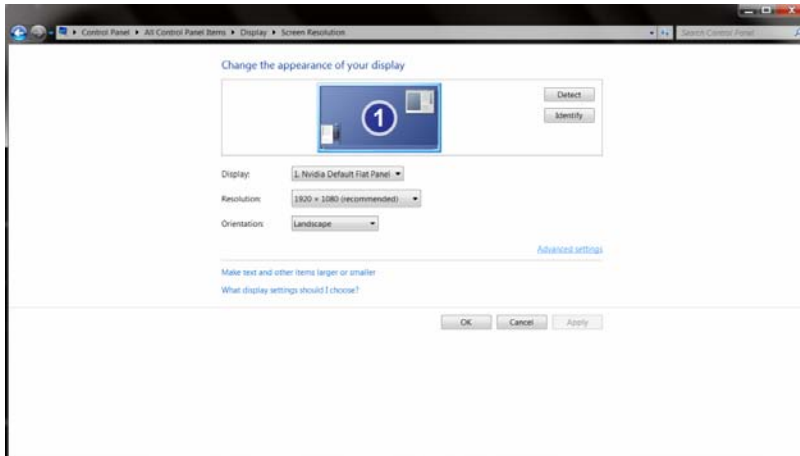 Control Panel ▸ All Control Panel Items ▸ Display ▸ Screen Resolution
Search Control Panel
Change the appearance of your display
1
Detect
Identify
Display: 1. Nvidia Default Flat Panel
Resolution: 1920 × 1080 (recommended)
Orientation: Landscape
Advanced settings
Make text and other items larger or smaller
What display settings should I choose?
OK Cancel Apply